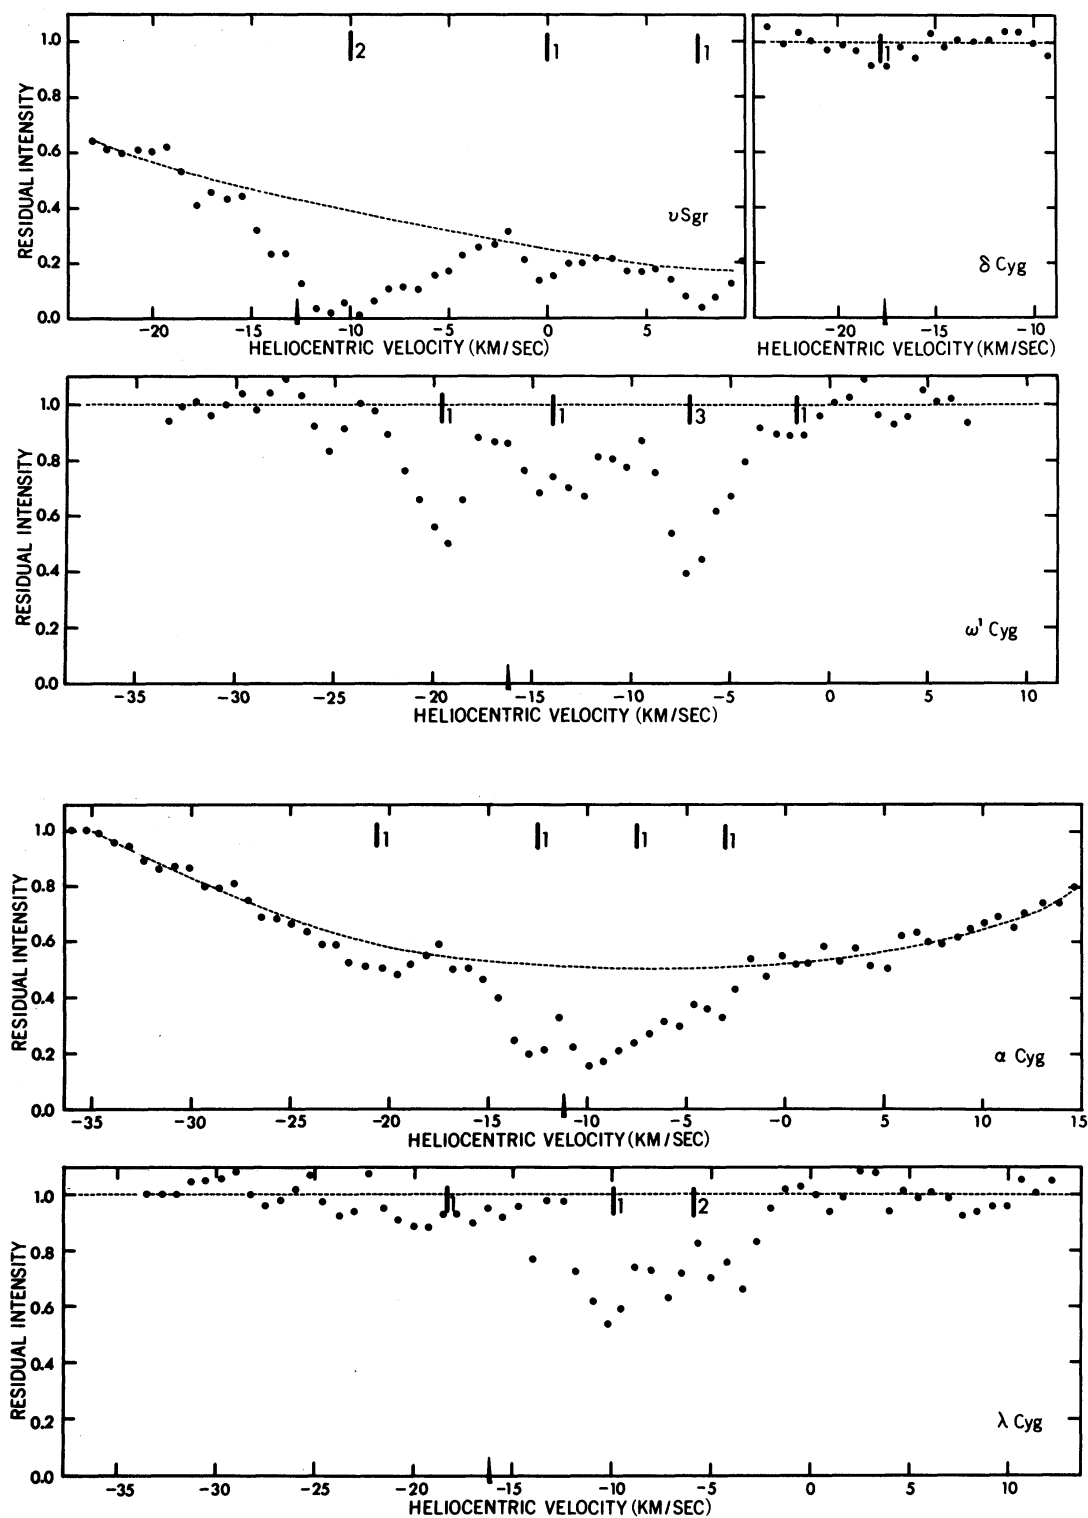 RESIDUAL INTENSITY
1.0
0.8
0.6
0.4
0.2
0.0
2 1 1
υ Sgr
-20 -15 -10 -5 0 5
HELIOCENTRIC VELOCITY (KM/SEC)
1
δ Cyg
-20 -15 -10
HELIOCENTRIC VELOCITY (KM/SEC)
RESIDUAL INTENSITY
1.0
0.8
0.6
0.4
0.2
0.0
1 1 3 1
ω¹ Cyg
-35 -30 -25 -20 -15 -10 -5 0 5 10
HELIOCENTRIC VELOCITY (KM/SEC)
RESIDUAL INTENSITY
1.0
0.8
0.6
0.4
0.2
0.0
1 1 1 1
α Cyg
-35 -30 -25 -20 -15 -10 -5 -0 5 10 15
HELIOCENTRIC VELOCITY (KM/SEC)
RESIDUAL INTENSITY
1.0
0.8
0.6
0.4
0.2
0.0
1 1 2
λ Cyg
-35 -30 -25 -20 -15 -10 -5 0 5 10
HELIOCENTRIC VELOCITY (KM/SEC)